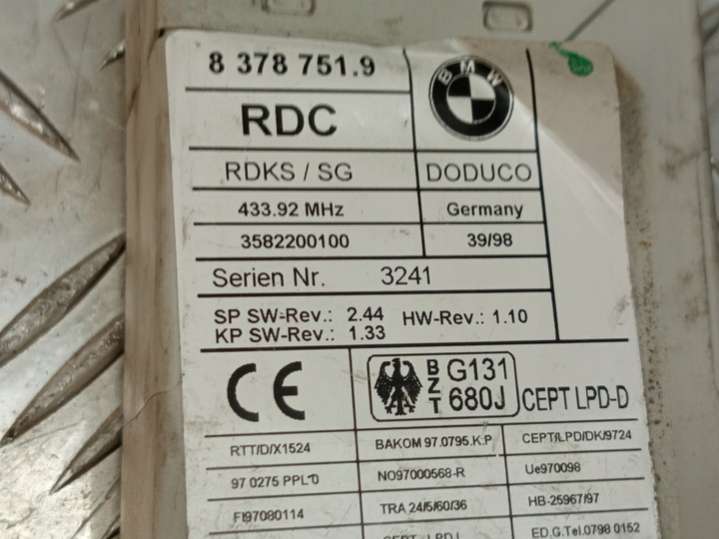 8 378 751.9
BMW
RDC
RDKS / SG
DODUCO
433.92 MHz
Germany
3582200100
39/98
Serien Nr. 3241
SP SW-Rev.: 2.44 HW-Rev.: 1.10
KP SW-Rev.: 1.33
CE
BZT
G131
680J
CEPT LPD-D
RTT/D/X1524
BAKOM 97.0795.K.P
CEPT/LPD/DK/9724
97 0275 PPL-0
NO97000568-R
Ue970098
FI97080114
TRA 24/5/60/36
HB-25967/97
ED.G.Tel.0798 0152